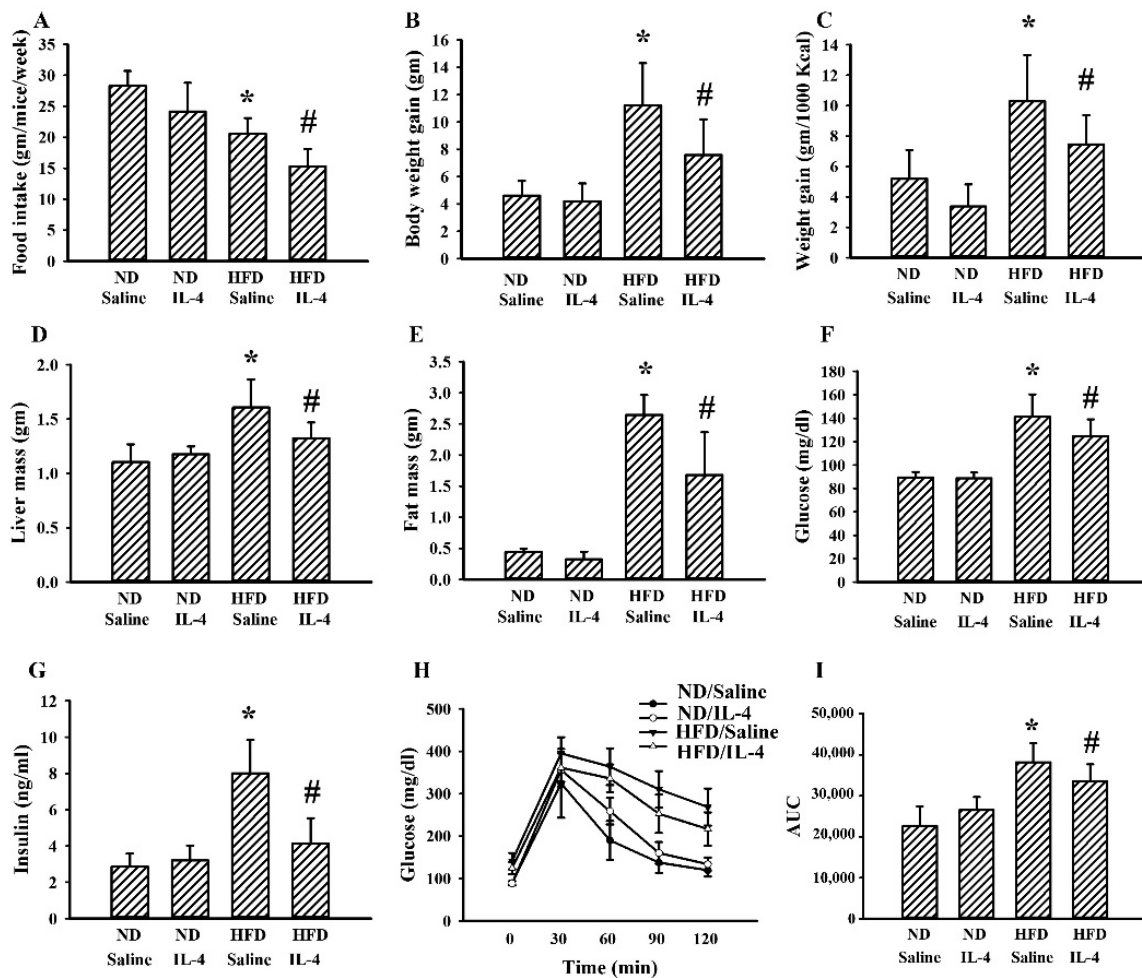 A
Food intake (gm/mice/week)
40
35
30
25
20
15
10
5
0
*
#
ND ND HFD HFD
Saline IL-4 Saline IL-4
B
Body weight gain (gm)
16
14
12
10
8
6
4
2
0
*
#
ND ND HFD HFD
Saline IL-4 Saline IL-4
C
Weight gain (gm/1000 Kcal)
14
12
10
8
6
4
2
0
*
#
ND ND HFD HFD
Saline IL-4 Saline IL-4
D
Liver mass (gm)
2.0
1.5
1.0
0.5
0.0
*
#
ND ND HFD HFD
Saline IL-4 Saline IL-4
E
Fat mass (gm)
3.5
3.0
2.5
2.0
1.5
1.0
0.5
0.0
*
#
ND ND HFD HFD
Saline IL-4 Saline IL-4
F
Glucose (mg/dl)
180
160
140
120
100
80
60
40
20
0
*
#
ND ND HFD HFD
Saline IL-4 Saline IL-4
G
Insulin (ng/ml)
12
10
8
6
4
2
0
*
#
ND ND HFD HFD
Saline IL-4 Saline IL-4
H
ND/Saline
ND/IL-4
HFD/Saline
HFD/IL-4
Glucose (mg/dl)
500
400
300
200
100
0
0 30 60 90 120
Time (min)
I
AUC
50,000
40,000
30,000
20,000
10,000
0
*
#
ND ND HFD HFD
Saline IL-4 Saline IL-4